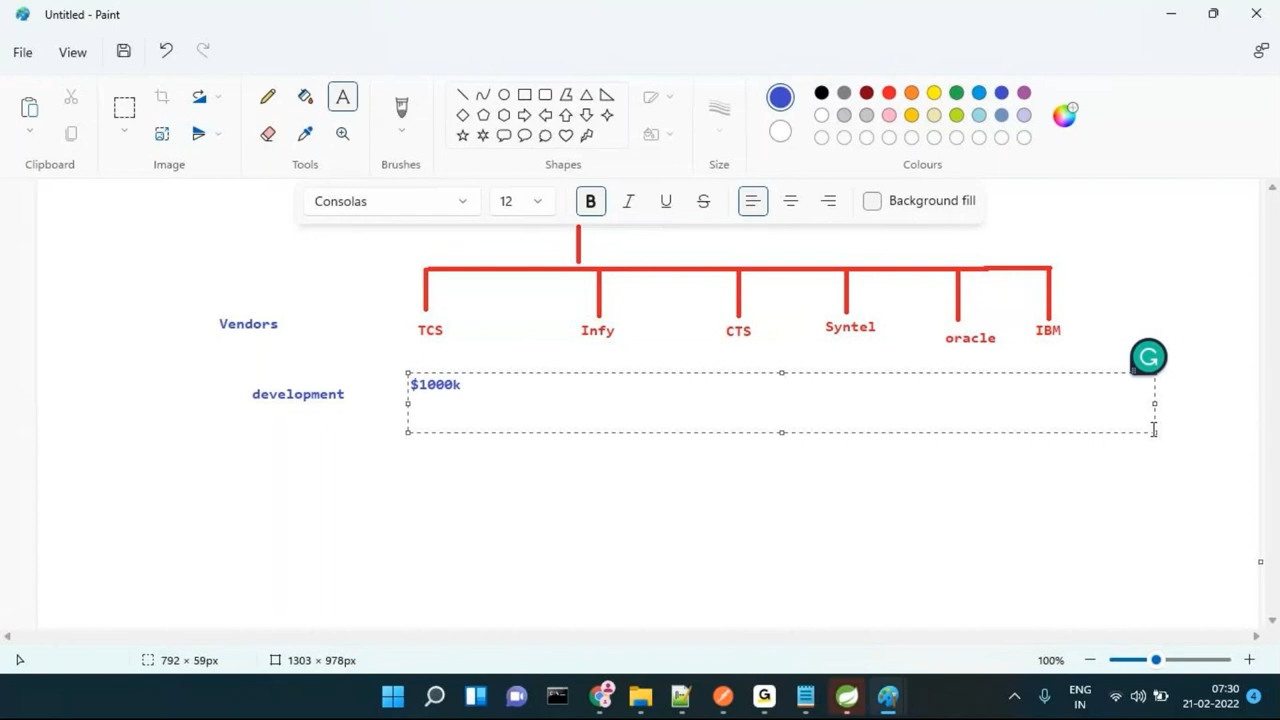 Untitled - Paint
File View
Clipboard Image Tools Brushes Shapes Size Colours
Consolas 12 B I U S Background fill
Vendors TCS Infy CTS Syntel oracle IBM
development $1000k
792 × 59px 1303 × 978px 100%
ENG 07:30
IN 21-02-2022 4